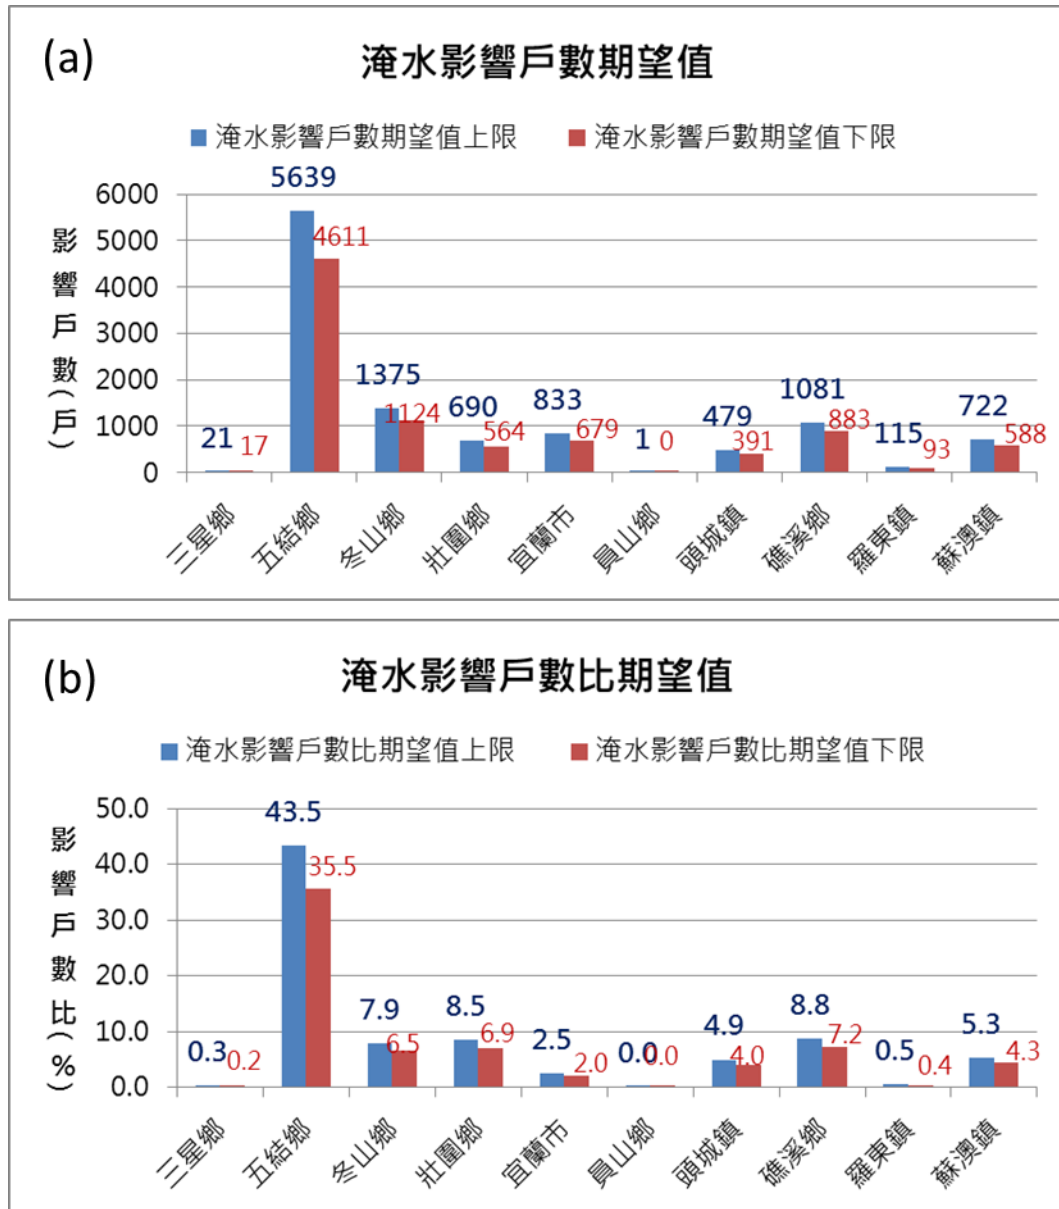 (a)
淹水影響戶數期望值
淹水影響戶數期望值上限 淹水影響戶數期望值下限
影響戶數(戶)
6000
5000
4000
3000
2000
1000
0
21 5639 1375 690 833 1 479 1081 115 722
17 4611 1124 564 679 0 391 883 93 588
三星鄉 五結鄉 冬山鄉 壯圍鄉 宜蘭市 員山鄉 頭城鎮 礁溪鄉 羅東鎮 蘇澳鎮
(b)
淹水影響戶數比期望值
淹水影響戶數比期望值上限 淹水影響戶數比期望值下限
影響戶數比(%)
50.0
40.0
30.0
20.0
10.0
0.0
0.3 43.5 7.9 8.5 2.5 0.0 4.9 8.8 0.5 5.3
0.2 35.5 6.5 6.9 2.0 0.0 4.0 7.2 0.4 4.3
三星鄉 五結鄉 冬山鄉 壯圍鄉 宜蘭市 員山鄉 頭城鎮 礁溪鄉 羅東鎮 蘇澳鎮